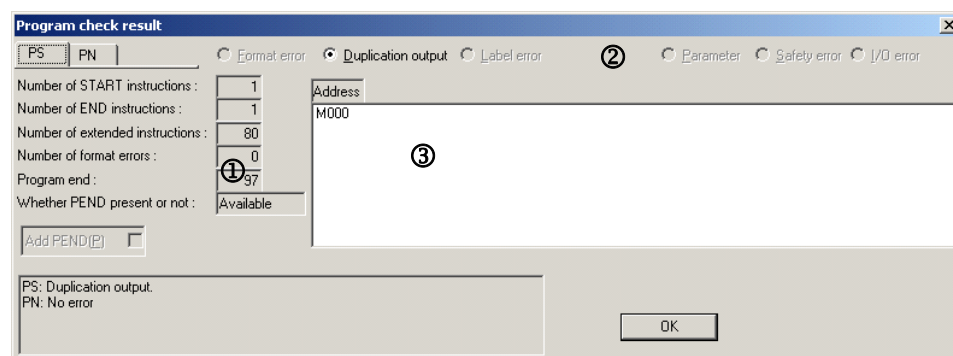 Program check result
PS PN Format error Duplication output Label error ② Parameter Safety error I/O error
Number of START instructions : 1
Number of END instructions : 1
Number of extended instructions : 80
Number of format errors : 0
Program end : ① 97
Whether PEND present or not : Available
Add PEND(P)
Address
M000
③
PS: Duplication output.
PN: No error
OK